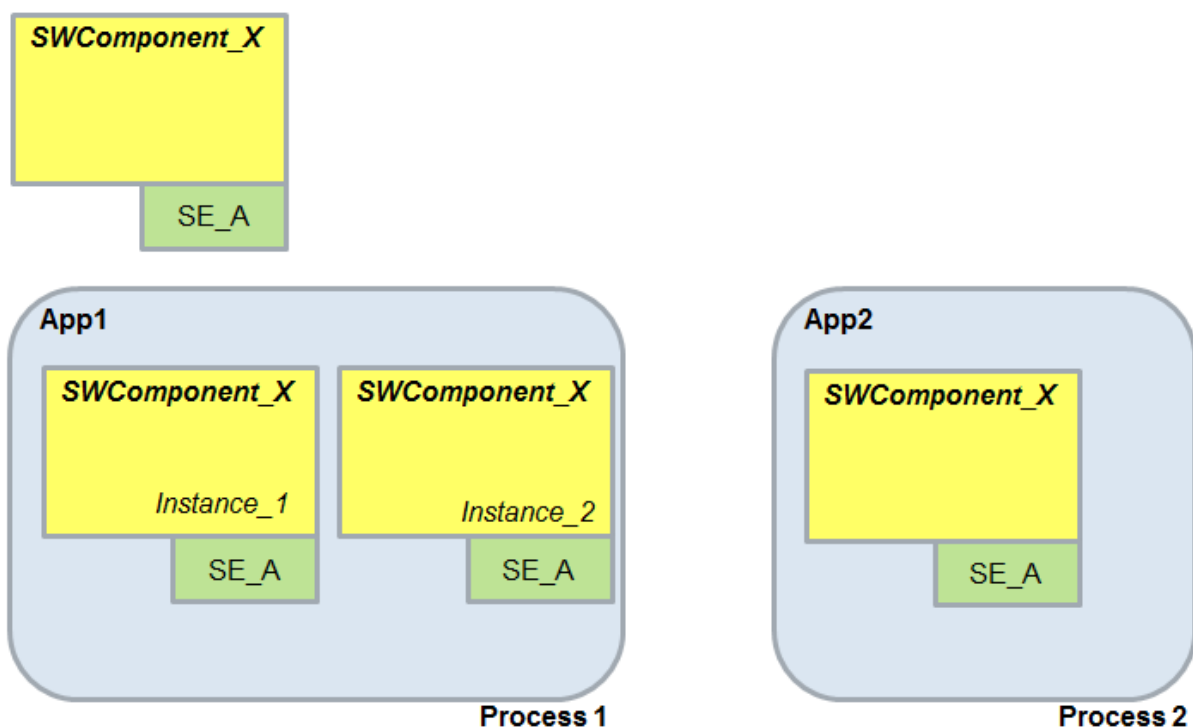 SWComponent_X
SE_A
App1
SWComponent_X
Instance_1
SE_A
SWComponent_X
Instance_2
SE_A
Process 1
App2
SWComponent_X
SE_A
Process 2